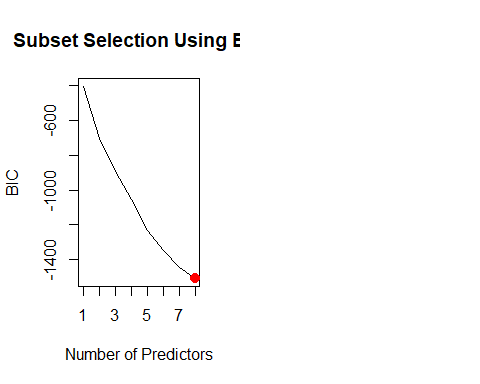 Subset Selection Using
-600
-1000
-1400
BIC
1 3 5 7
Number of Predictors